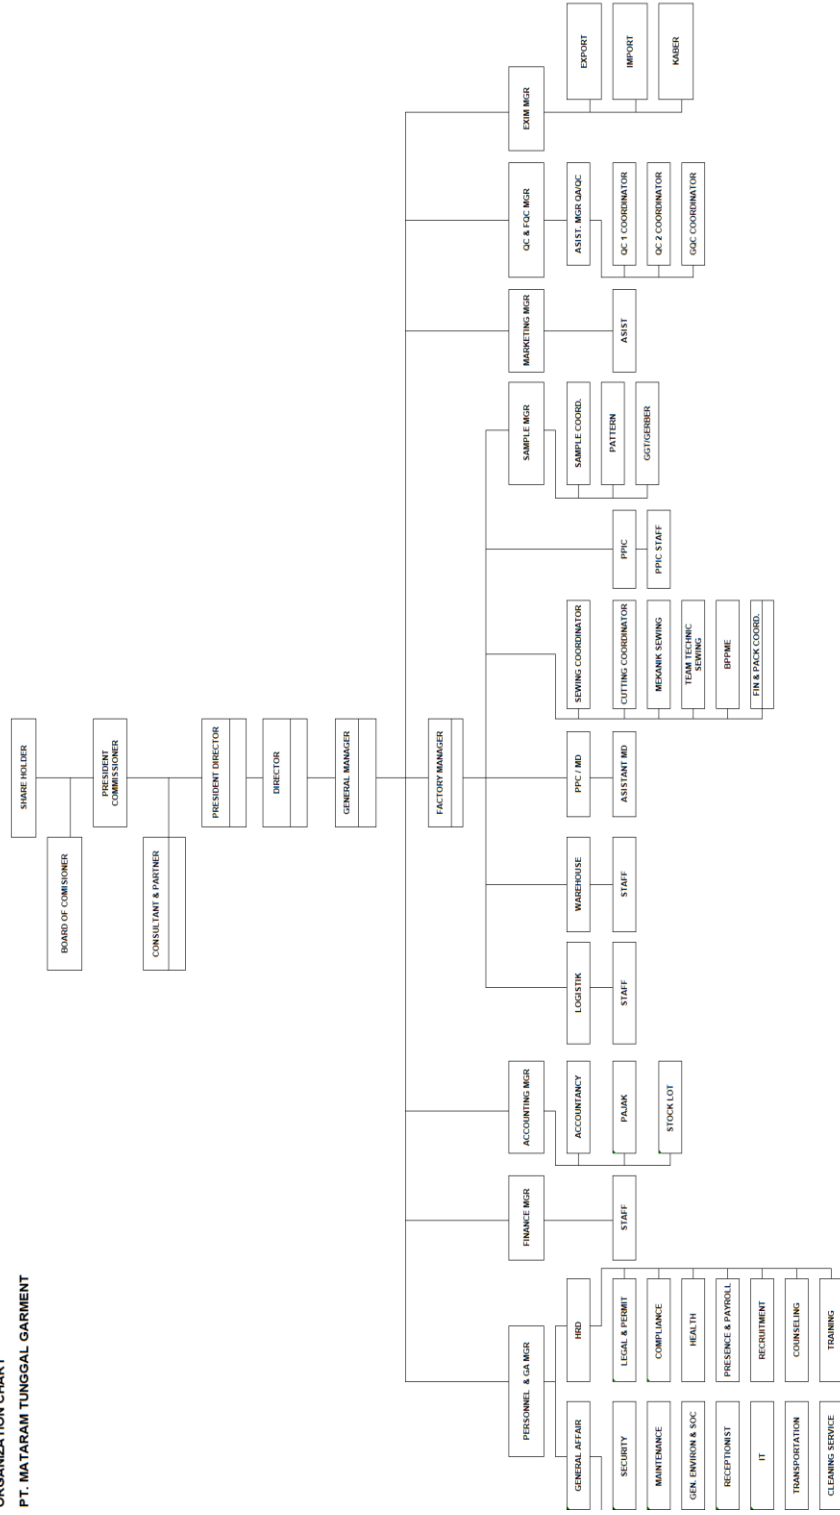 ORGANIZATION CHART
PT. MATARAM TUNGGAL GARMENT
SHARE HOLDER
BOARD OF COMISIONER
PRESIDENT
COMMISSIONER
CONSULTANT & PARTNER
PRESIDENT DIRECTOR
DIRECTOR
GENERAL MANAGER
FACTORY MANAGER
PERSONNEL & GA MGR
FINANCE MGR
ACCOUNTING MGR
SAMPLE MGR
MARKETING MGR
QC & FQC MGR
EXIM MGR
GENERAL AFFAIR
SECURITY
MAINTENANCE
GEN. ENVIRON & SOC
RECEPTIONIST
IT
TRANSPORTATION
CLEANING SERVICE
HRD
LEGAL & PERMIT
COMPLIANCE
HEALTH
PRESENCE & PAYROLL
RECRUITMENT
COUNSELING
TRAINING
STAFF
ACCOUNTANCY
PAJAK
STOCK LOT
LOGISTIK
STAFF
WAREHOUSE
STAFF
PPC / MD
ASISTANT MD
SEWING COORDINATOR
CUTTING COORDINATOR
MEKANIK SEWING
TEAM TECHNIC
SEWING
BPPME
FIN & PACK COORD.
PPIC
PPIC STAFF
SAMPLE COORD.
PATTERN
GGT/GERBER
ASIST
ASIST. MGR QA/QC
QC 1 COORDINATOR
QC 2 COORDINATOR
GQC COORDINATOR
EXPORT
IMPORT
KABER